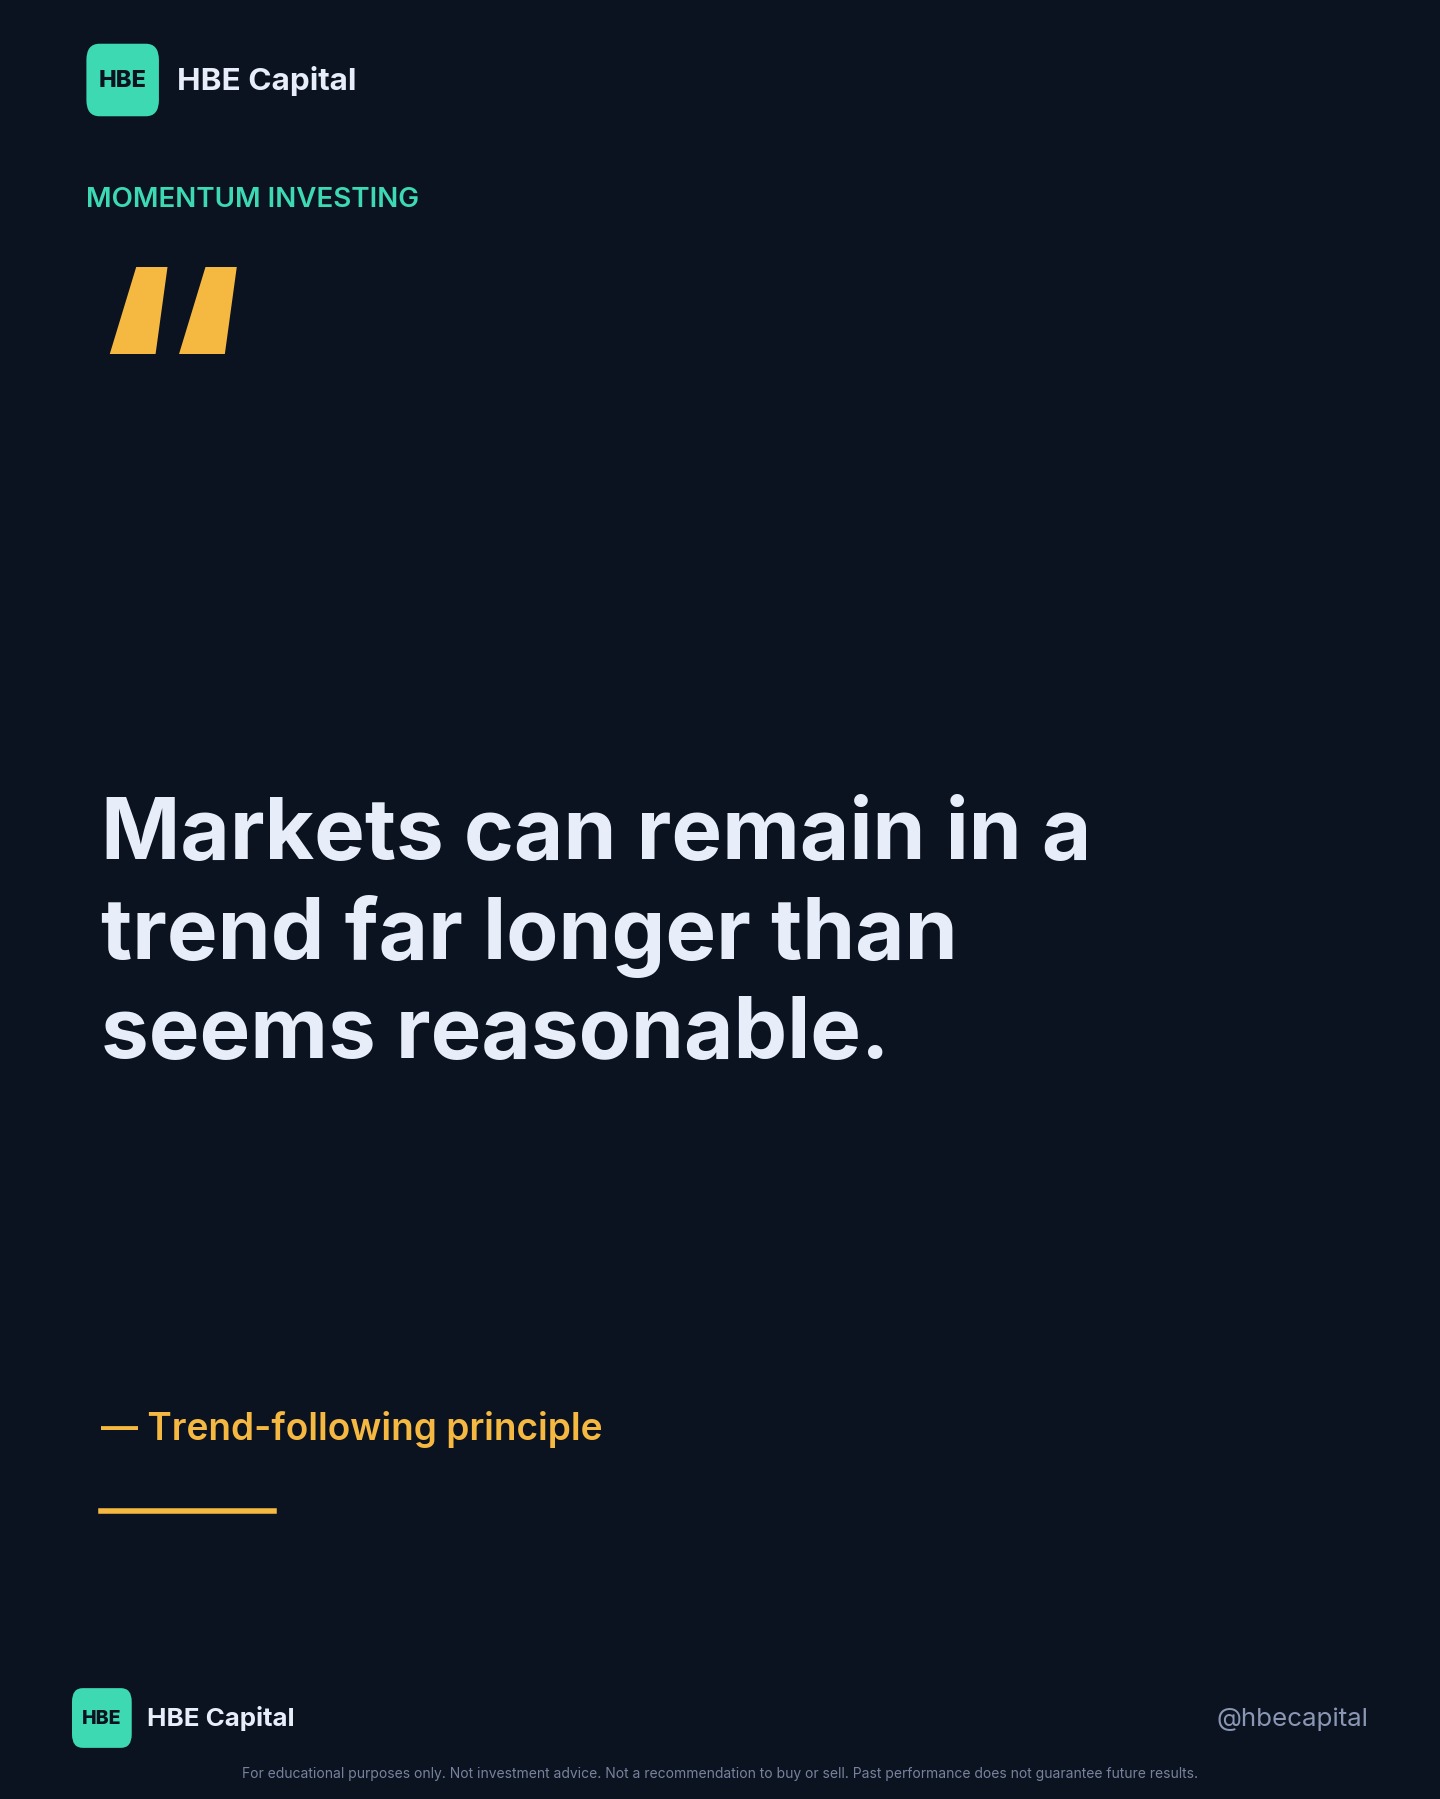 HBE
HBE Capital
MOMENTUM INVESTING
"
Markets can remain in a
trend far longer than
seems reasonable.
— Trend-following principle
HBE
HBE Capital
@hbecapital
For educational purposes only. Not investment advice. Not a recommendation to buy or sell. Past performance does not guarantee future results.